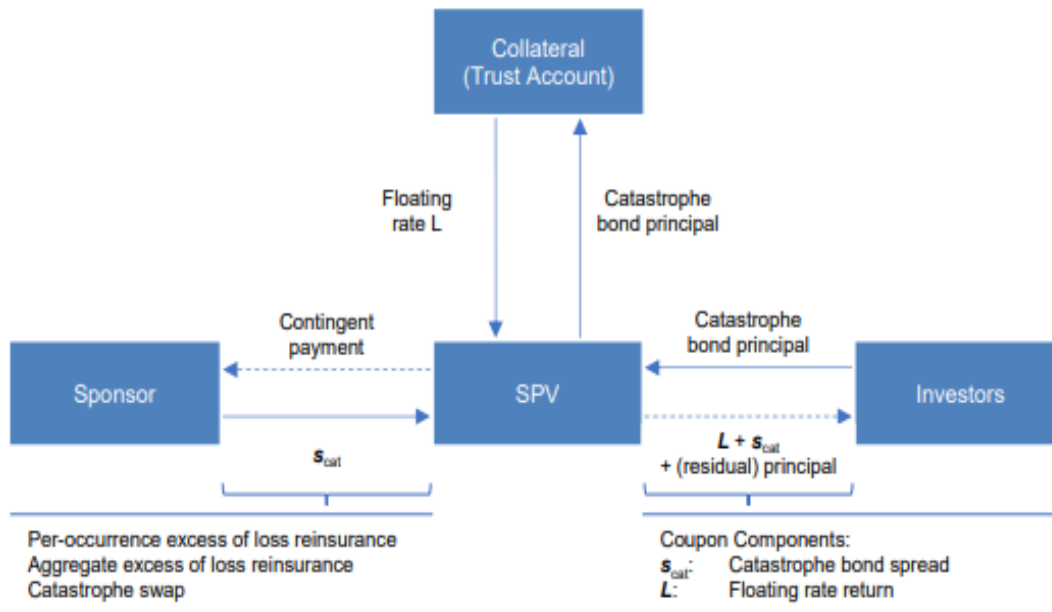 Collateral
(Trust Account)
Floating
rate L
Catastrophe
bond principal
Contingent
payment
Catastrophe
bond principal
Sponsor
SPV
Investors
s_cat
L + s_cat
+ (residual) principal
Per-occurrence excess of loss reinsurance
Aggregate excess of loss reinsurance
Catastrophe swap
Coupon Components:
s_cat: Catastrophe bond spread
L: Floating rate return